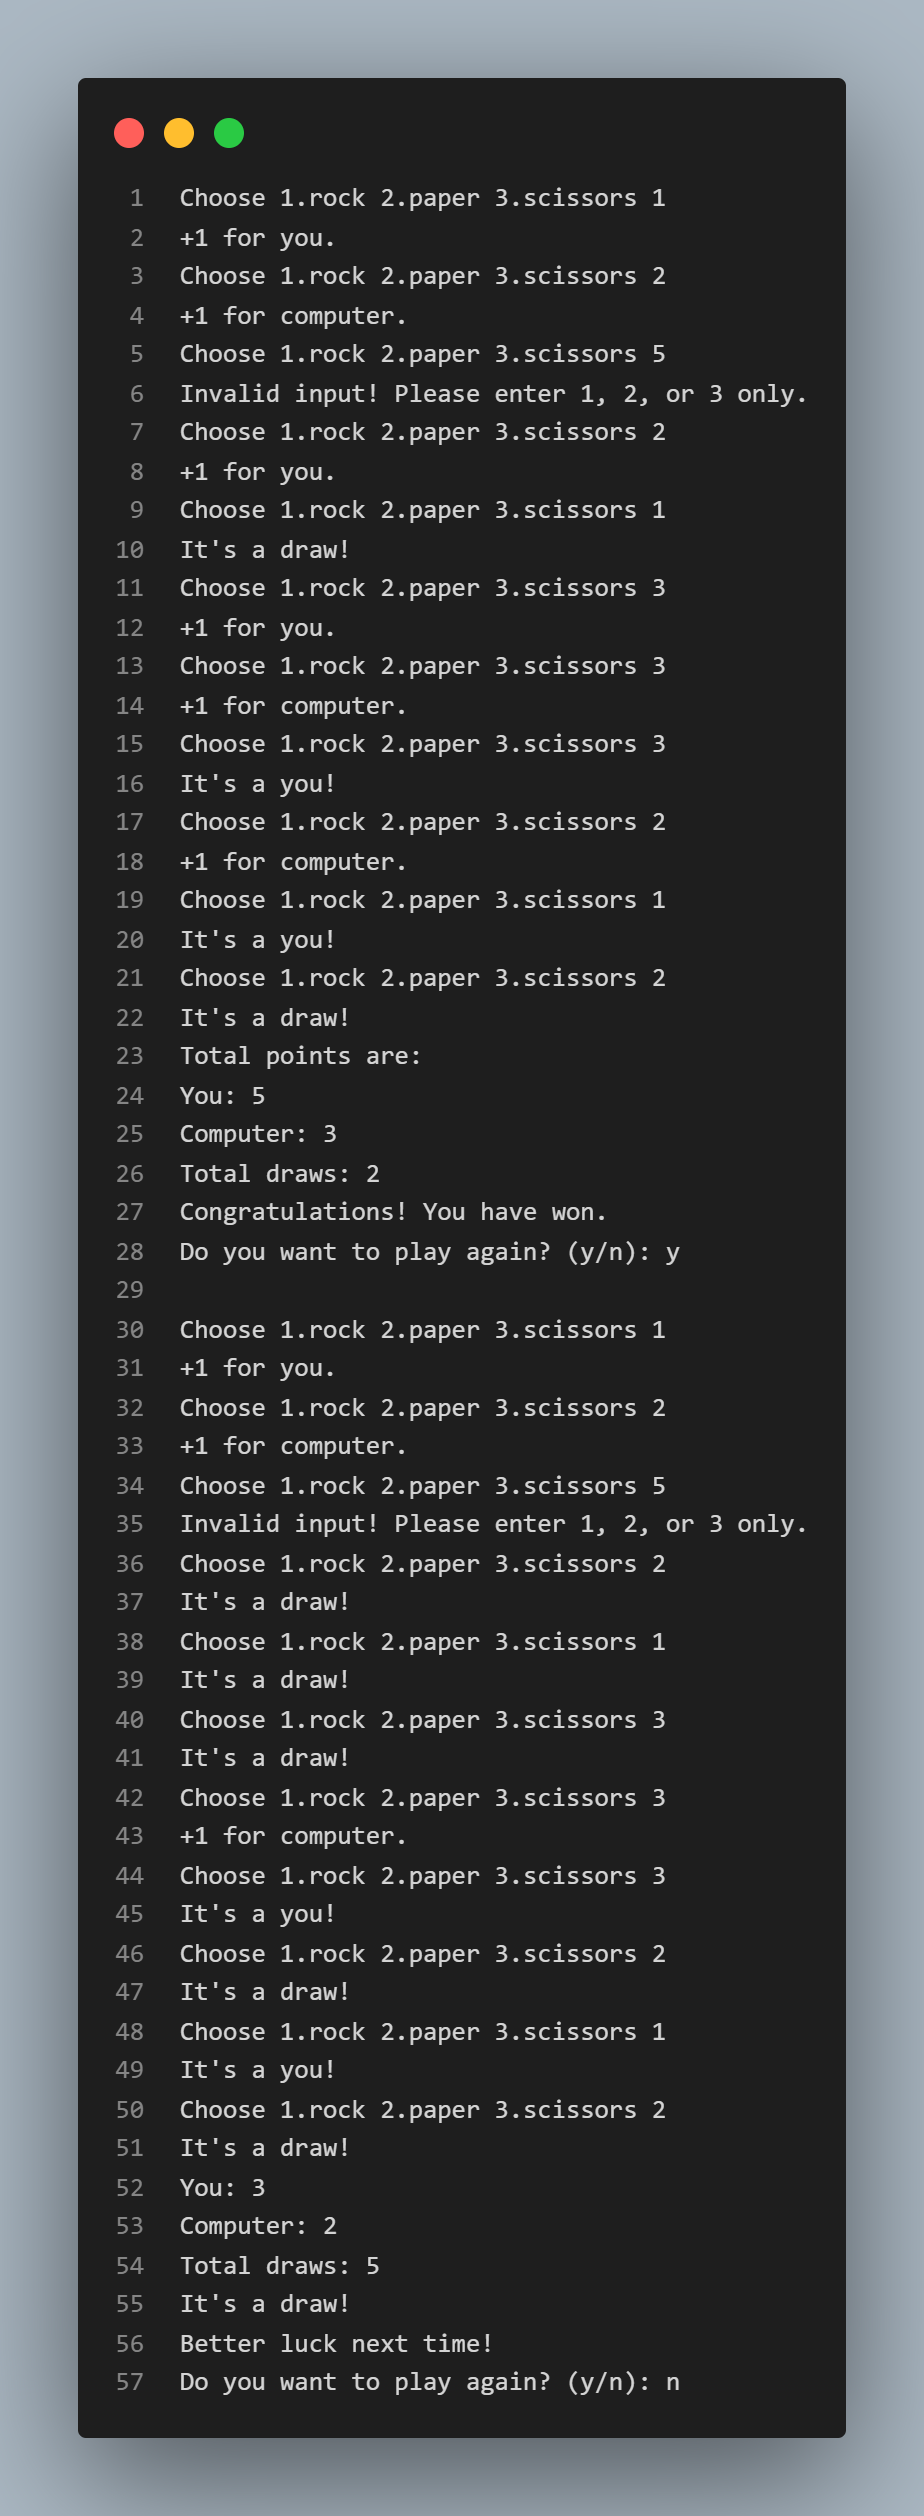 1 Choose 1.rock 2.paper 3.scissors 1
2 +1 for you.
3 Choose 1.rock 2.paper 3.scissors 2
4 +1 for computer.
5 Choose 1.rock 2.paper 3.scissors 5
6 Invalid input! Please enter 1, 2, or 3 only.
7 Choose 1.rock 2.paper 3.scissors 2
8 +1 for you.
9 Choose 1.rock 2.paper 3.scissors 1
10 It's a draw!
11 Choose 1.rock 2.paper 3.scissors 3
12 +1 for you.
13 Choose 1.rock 2.paper 3.scissors 3
14 +1 for computer.
15 Choose 1.rock 2.paper 3.scissors 3
16 It's a you!
17 Choose 1.rock 2.paper 3.scissors 2
18 +1 for computer.
19 Choose 1.rock 2.paper 3.scissors 1
20 It's a you!
21 Choose 1.rock 2.paper 3.scissors 2
22 It's a draw!
23 Total points are:
24 You: 5
25 Computer: 3
26 Total draws: 2
27 Congratulations! You have won.
28 Do you want to play again? (y/n): y
29
30 Choose 1.rock 2.paper 3.scissors 1
31 +1 for you.
32 Choose 1.rock 2.paper 3.scissors 2
33 +1 for computer.
34 Choose 1.rock 2.paper 3.scissors 5
35 Invalid input! Please enter 1, 2, or 3 only.
36 Choose 1.rock 2.paper 3.scissors 2
37 It's a draw!
38 Choose 1.rock 2.paper 3.scissors 1
39 It's a draw!
40 Choose 1.rock 2.paper 3.scissors 3
41 It's a draw!
42 Choose 1.rock 2.paper 3.scissors 3
43 +1 for computer.
44 Choose 1.rock 2.paper 3.scissors 3
45 It's a you!
46 Choose 1.rock 2.paper 3.scissors 2
47 It's a draw!
48 Choose 1.rock 2.paper 3.scissors 1
49 It's a you!
50 Choose 1.rock 2.paper 3.scissors 2
51 It's a draw!
52 You: 3
53 Computer: 2
54 Total draws: 5
55 It's a draw!
56 Better luck next time!
57 Do you want to play again? (y/n): n